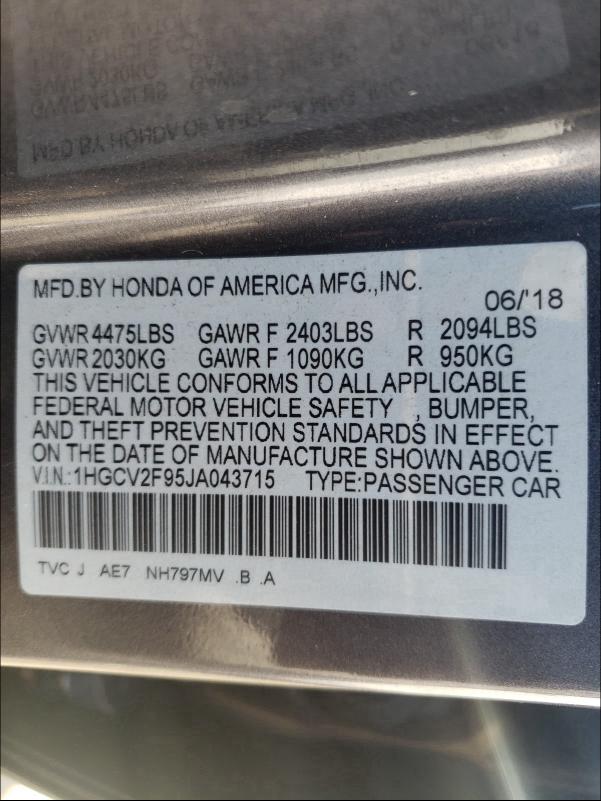 MFD.BY HONDA OF AMERICA MFG.,INC.
06/'18
GVWR 4475LBS GAWR F 2403LBS R 2094LBS
GVWR 2030KG GAWR F 1090KG R 950KG
THIS VEHICLE CONFORMS TO ALL APPLICABLE
FEDERAL MOTOR VEHICLE SAFETY , BUMPER,
AND THEFT PREVENTION STANDARDS IN EFFECT
ON THE DATE OF MANUFACTURE SHOWN ABOVE.
V.I.N.:1HGCV2F95JA043715 TYPE:PASSENGER CAR
TVC J AE7 NH797MV .B .A